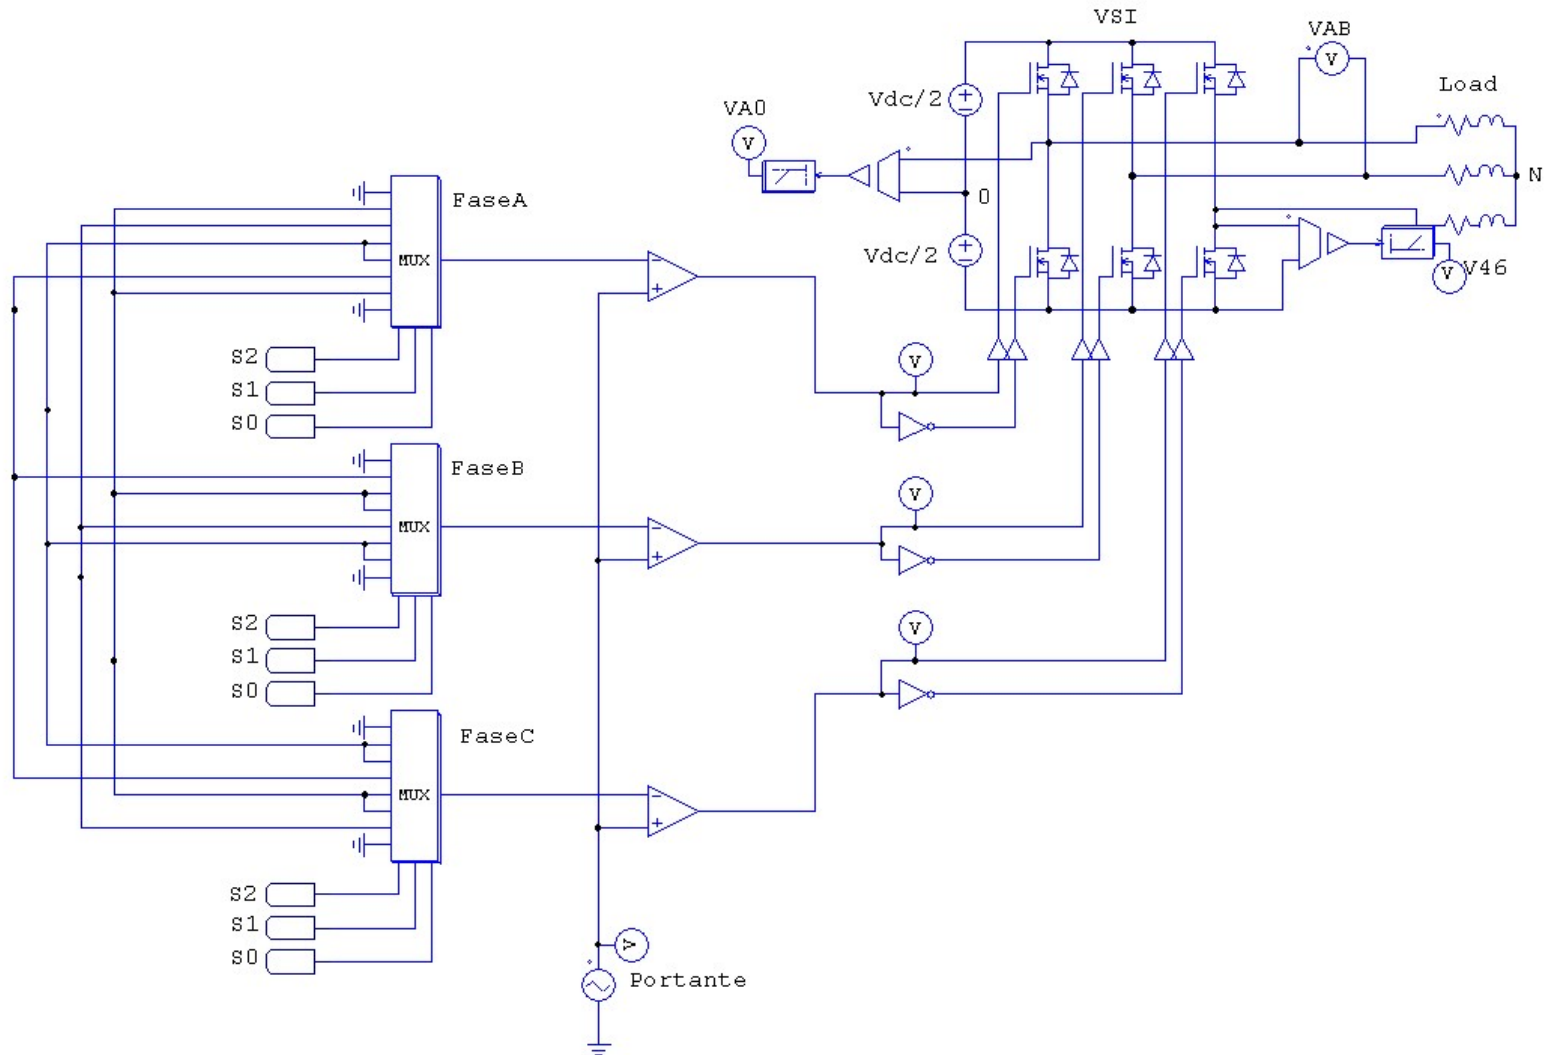 VSI
VAB
V
Load
Vdc/2
VA0
V
N
0
FaseA
Vdc/2
V
V46
MUX
S2
S1
S0
V
FaseB
V
MUX
S2
S1
S0
V
FaseC
MUX
S2
S1
S0
V
Portante